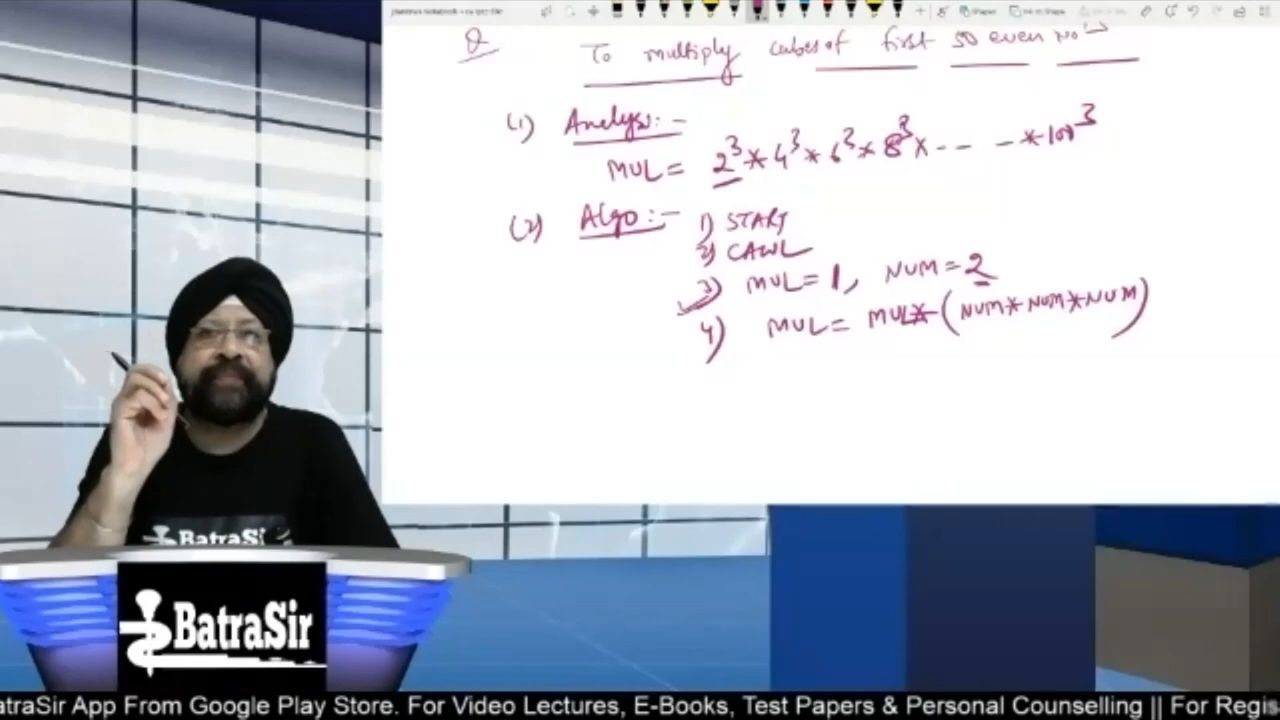 Q To multiply cubes of first 50 even no's
(1) Analysis:-
MUL = 2³ * 4³ * 6³ * 8³ * - - - * 100³
(2) Algo:- 1) START
2)
3) MUL = 1, NUM = 2
4) MUL = MUL * (NUM * NUM * NUM)
BatraSir
BatraSir
atraSir App From Google Play Store. For Video Lectures, E-Books, Test Papers & Personal Counselling || For Regis